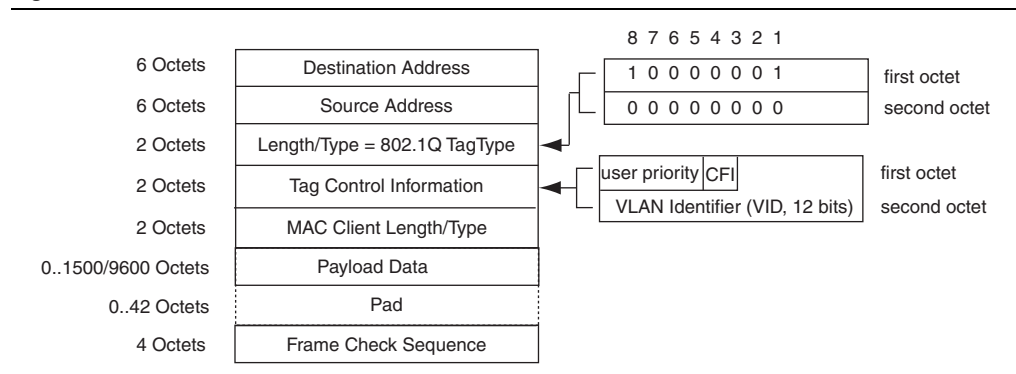 8 7 6 5 4 3 2 1
6 Octets Destination Address 1 0 0 0 0 0 0 1 first octet
6 Octets Source Address 0 0 0 0 0 0 0 0 second octet
2 Octets Length/Type = 802.1Q TagType
2 Octets Tag Control Information user priority CFI first octet
VLAN Identifier (VID, 12 bits) second octet
2 Octets MAC Client Length/Type
0..1500/9600 Octets Payload Data
0..42 Octets Pad
4 Octets Frame Check Sequence